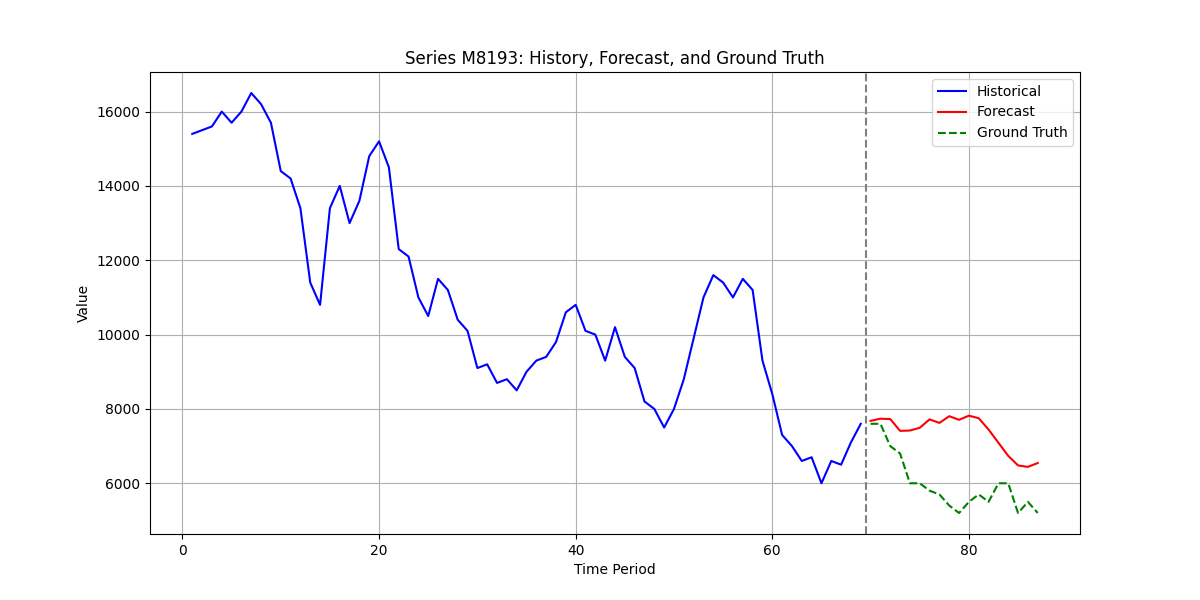 Series M8193: History, Forecast, and Ground Truth
Historical
Forecast
Ground Truth
Value
16000
14000
12000
10000
8000
6000
0
20
40
60
80
Time Period